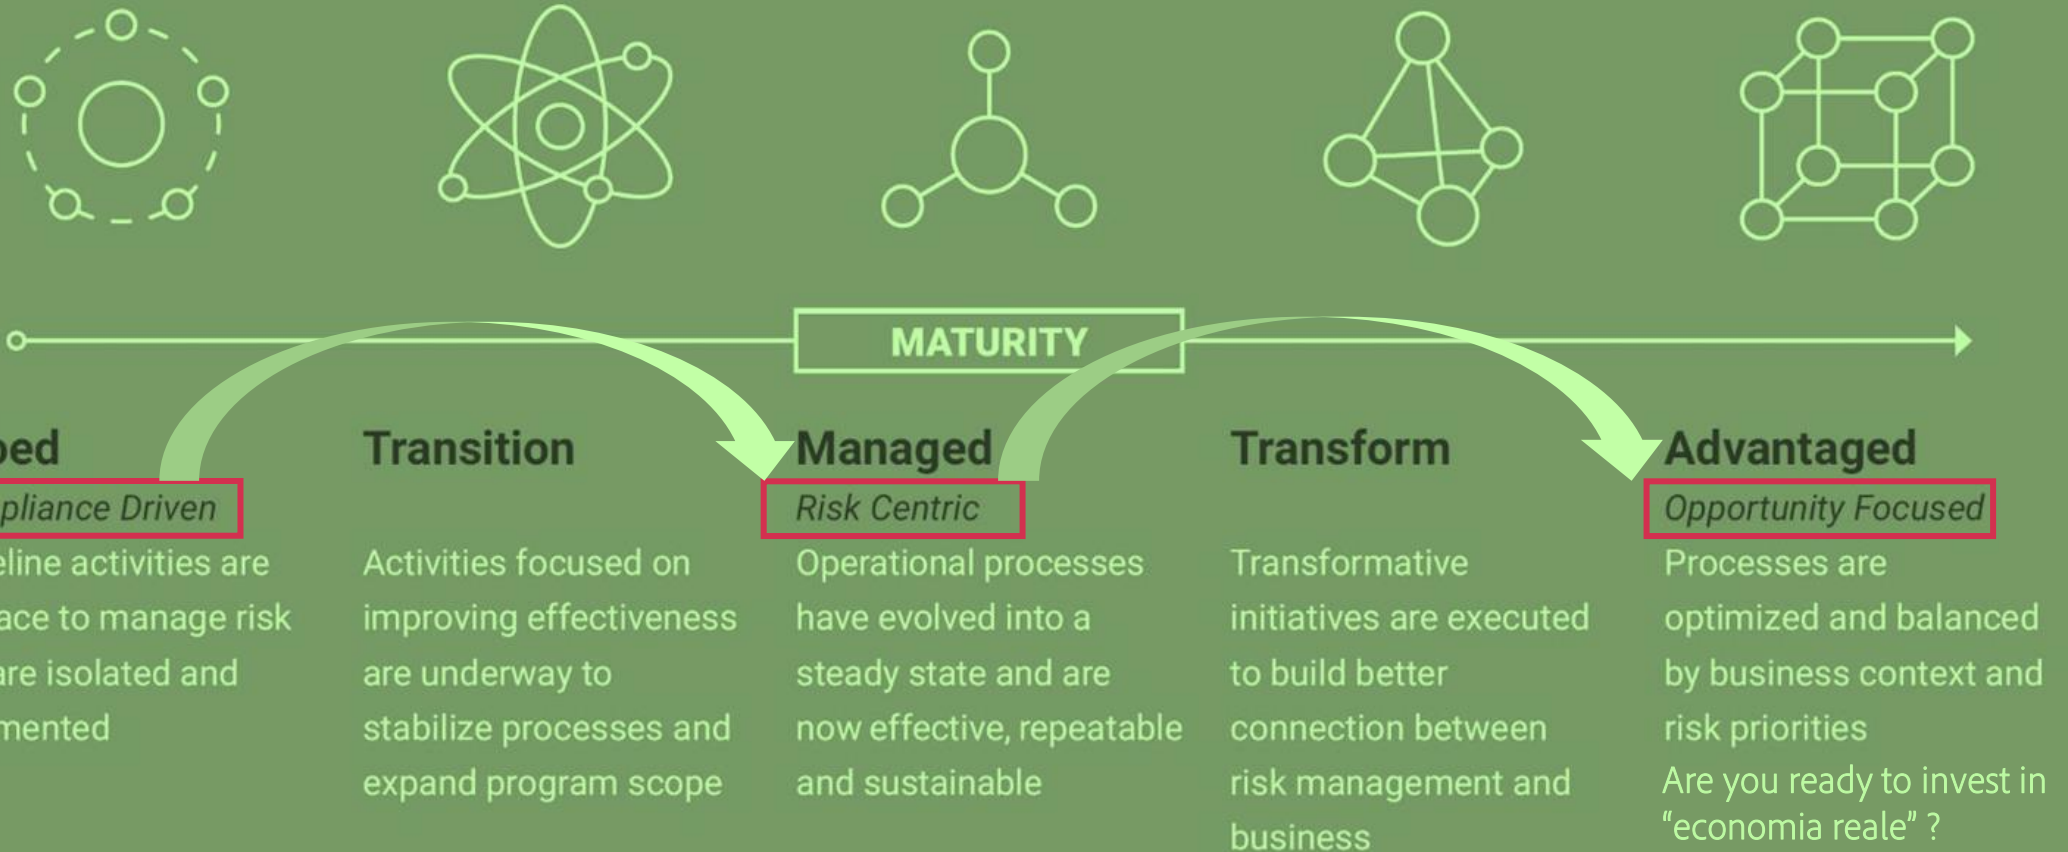 MATURITY
ped
pliance Driven
eline activities are
ace to manage risk
are isolated and
mented
Transition
Activities focused on
improving effectiveness
are underway to
stabilize processes and
expand program scope
Managed
Risk Centric
Operational processes
have evolved into a
steady state and are
now effective, repeatable
and sustainable
Transform
Transformative
initiatives are executed
to build better
connection between
risk management and
business
Advantaged
Opportunity Focused
Processes are
optimized and balanced
by business context and
risk priorities
Are you ready to invest in
“economia reale” ?